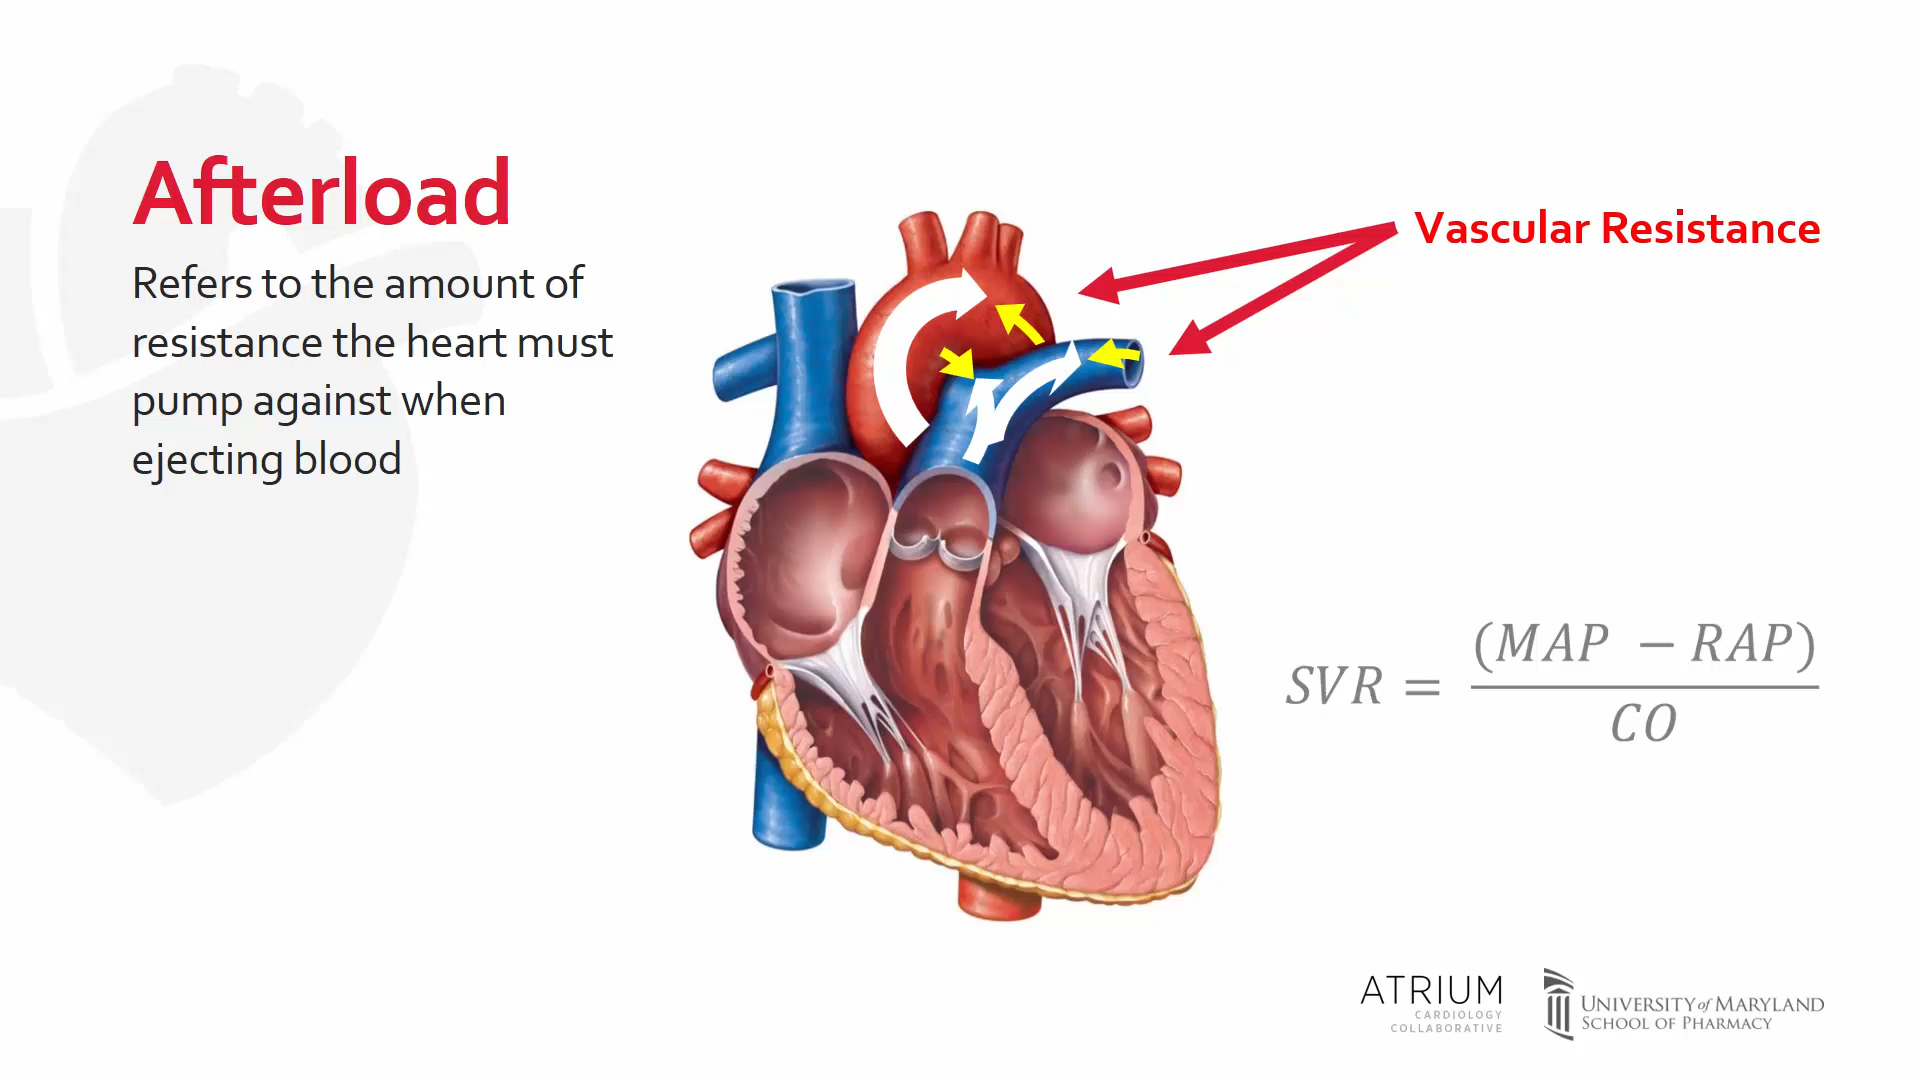 Afterload
Refers to the amount of
resistance the heart must
pump against when
ejecting blood
Vascular Resistance
SVR = (MAP − RAP) / CO
ATRIUM
CARDIOLOGY
COLLABORATIVE
UNIVERSITY of MARYLAND
SCHOOL OF PHARMACY